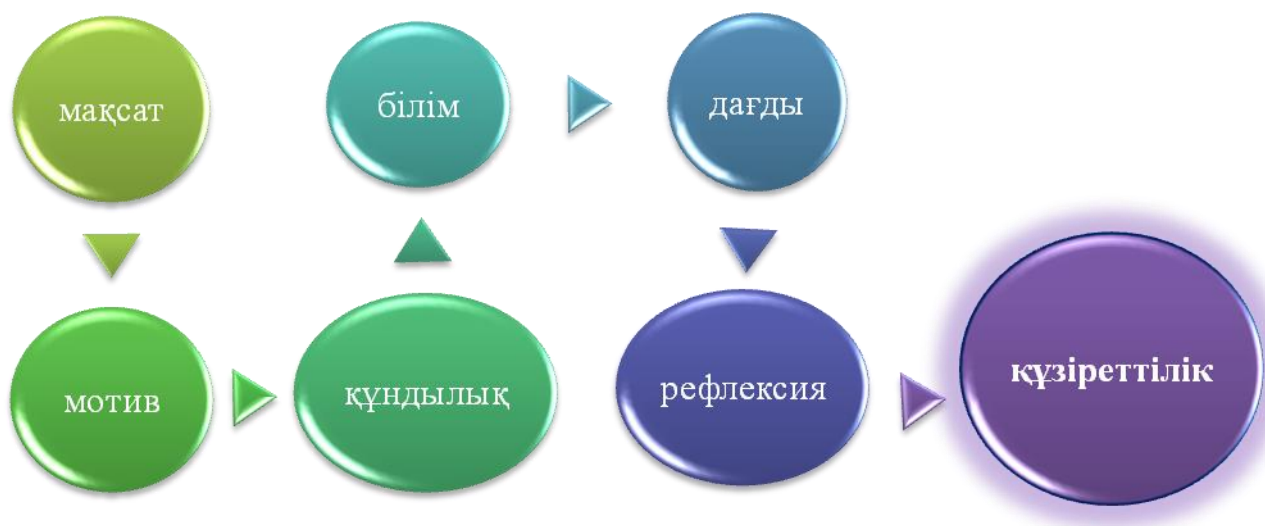 мақсат
мотив
құндылық
білім
дағды
рефлексия
құзіреттілік